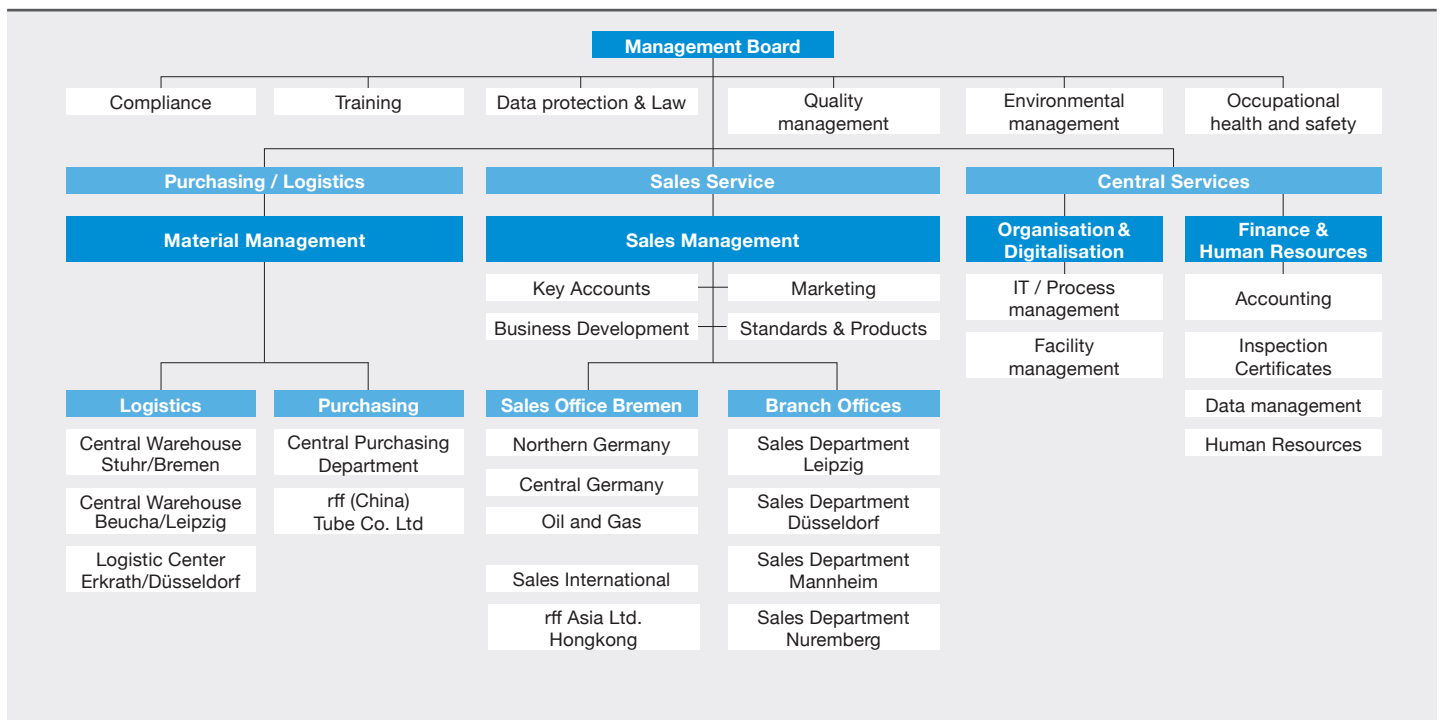 Management Board
Compliance
Training
Data protection & Law
Quality
management
Environmental
management
Occupational
health and safety
Purchasing / Logistics
Sales Service
Central Services
Material Management
Sales Management
Organisation &
Digitalisation
Finance &
Human Resources
Key Accounts
Marketing
Business Development
Standards & Products
IT / Process
management
Facility
management
Accounting
Inspection
Certificates
Data management
Human Resources
Logistics
Central Warehouse
Stuhr/Bremen
Central Warehouse
Beucha/Leipzig
Logistic Center
Erkrath/Düsseldorf
Purchasing
Central Purchasing
Department
rff (China)
Tube Co. Ltd
Sales Office Bremen
Northern Germany
Central Germany
Oil and Gas
Sales International
rff Asia Ltd.
Hongkong
Branch Offices
Sales Department
Leipzig
Sales Department
Düsseldorf
Sales Department
Mannheim
Sales Department
Nuremberg